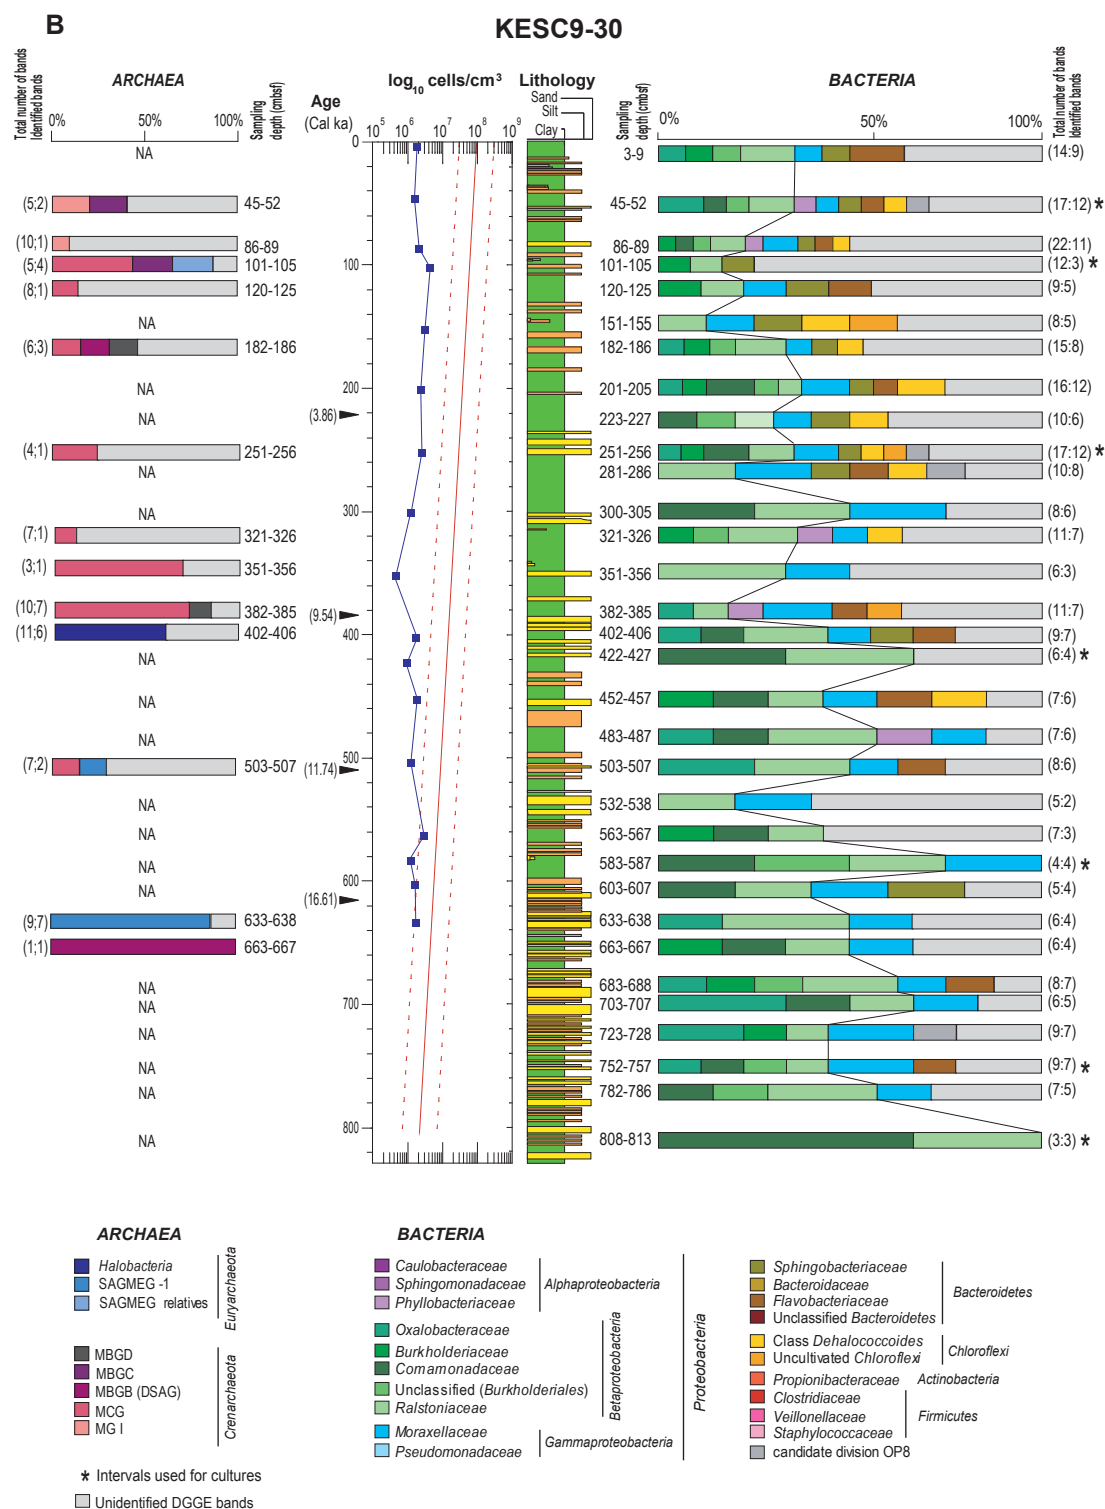 B
KESC9-30
Total number of bands
Identified bands
ARCHAEA
Sampling
depth (cmbsf)
0% 50% 100%
Age
(Cal ka)
log10 cells/cm3
10^5 10^6 10^7 10^8 10^9
Lithology
Sand
Silt
Clay
Sampling
depth (cmbsf)
BACTERIA
0% 50% 100%
Total number of bands
Identified bands
0
NA 3-9 (14:9)
(5;2) 45-52 45-52 (17:12) *
(10;1) 86-89 86-89 (22:11)
(5;4) 101-105 100 101-105 (12:3) *
(8;1) 120-125 120-125 (9:5)
NA 151-155 (8:5)
(6;3) 182-186 182-186 (15:8)
NA 200 201-205 (16:12)
NA (3.86) 223-227 (10:6)
(4;1) 251-256 251-256 (17:12) *
NA 281-286 (10:8)
NA 300 300-305 (8:6)
(7;1) 321-326 321-326 (11:7)
(3;1) 351-356 351-356 (6:3)
(10;7) 382-385 (9.54) 382-385 (11:7)
(11;6) 402-406 400 402-406 (9:7)
NA 422-427 (6:4) *
NA 452-457 (7:6)
NA 483-487 (7:6)
(7;2) 503-507 (11.74) 500 503-507 (8:6)
NA 532-538 (5:2)
NA 563-567 (7:3)
NA 583-587 (4:4) *
NA 600 603-607 (5:4)
(16.61)
(9;7) 633-638 633-638 (6:4)
(1;1) 663-667 663-667 (6:4)
NA 683-688 (8:7)
NA 700 703-707 (6:5)
NA 723-728 (9:7)
NA 752-757 (9:7) *
NA 782-786 (7:5)
NA 800 808-813 (3:3) *
ARCHAEA
Halobacteria
SAGMEG -1
SAGMEG relatives
Euryarchaeota
MBGD
MBGC
MBGB (DSAG)
MCG
MG I
Crenarchaeota
* Intervals used for cultures
Unidentified DGGE bands
BACTERIA
Caulobacteraceae
Sphingomonadaceae
Phyllobacteriaceae
Alphaproteobacteria
Oxalobacteraceae
Burkholderiaceae
Comamonadaceae
Unclassified (Burkholderiales)
Ralstoniaceae
Betaproteobacteria
Moraxellaceae
Pseudomonadaceae
Gammaproteobacteria
Proteobacteria
Sphingobacteriaceae
Bacteroidaceae
Flavobacteriaceae
Unclassified Bacteroidetes
Bacteroidetes
Class Dehalococcoides
Uncultivated Chloroflexi
Chloroflexi
Propionibacteraceae Actinobacteria
Clostridiaceae
Veillonellaceae
Staphylococcaceae
Firmicutes
candidate division OP8